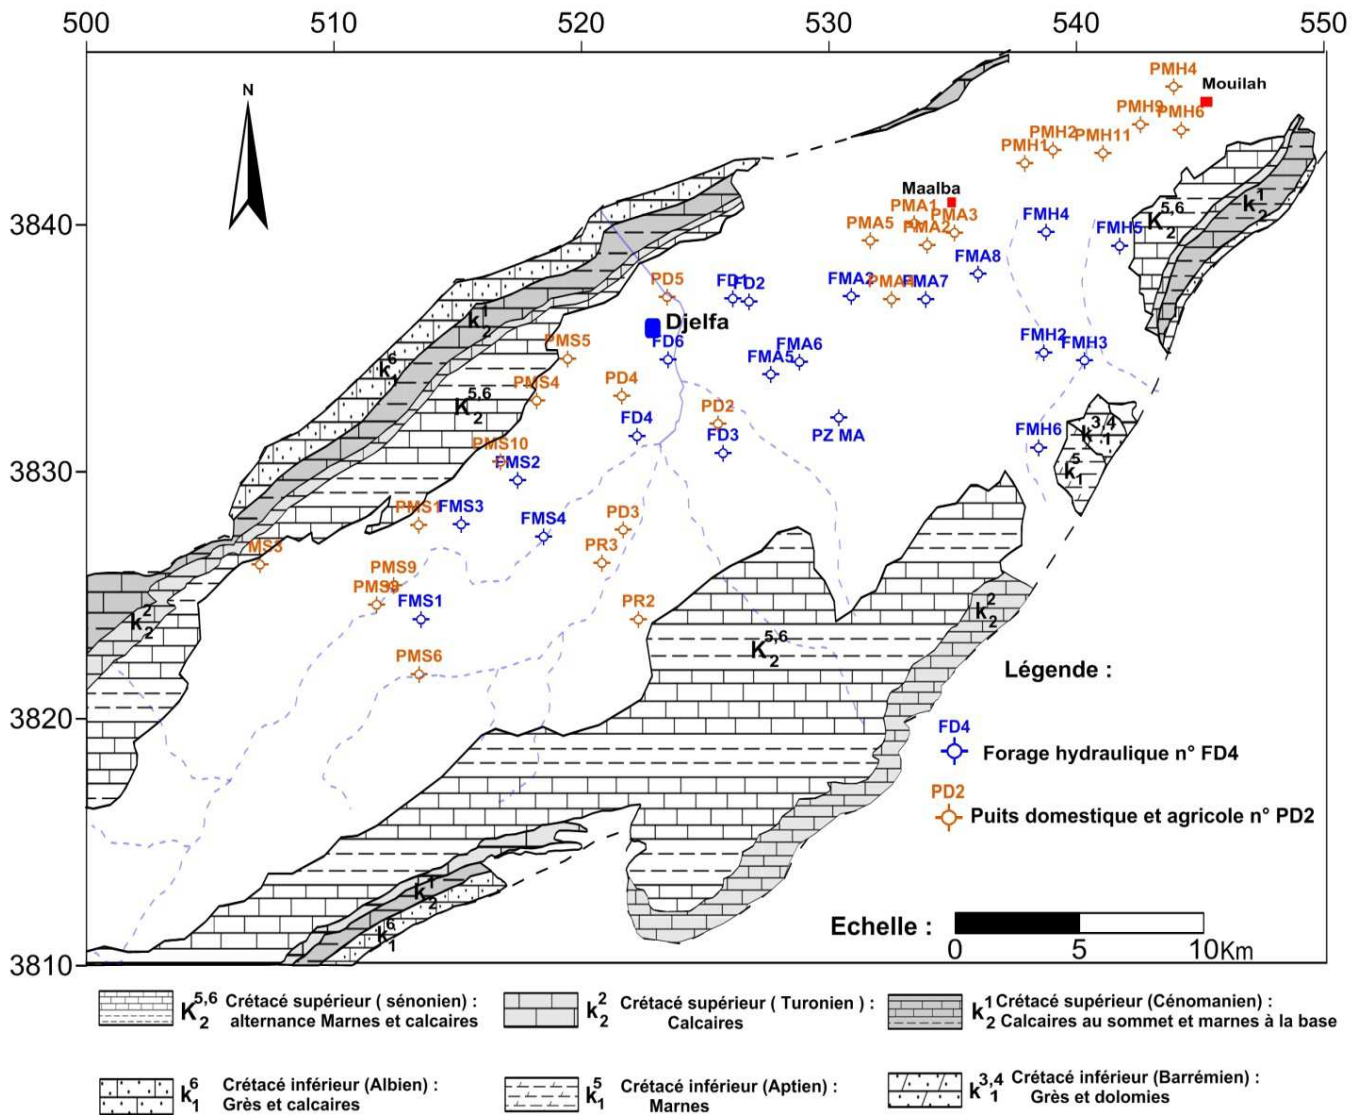 500 510 520 530 540 550
3840
3830
3820
3810
N
PMH4
Mouilah
PMH9
PMH6
PMH2
PMH11
PMH1
Maalba
PMA1
PMA3
PMA5
PMA2
FMH4
FMH5
FMA8
PD5
FD1
FD2
FMA2
PMA4
FMA7
Djelfa
FD6
PMS5
FMA6
FMA5
FMH2
FMH3
PMS4
PD4
PD2
FD4
FD3
PZ MA
FMH6
PMS10
FMS2
PMS1
FMS3
FMS4
PD3
PR3
MS3
PMS9
PMS8
FMS1
PR2
PMS6
K 5,6 2
k 1 2
k 1 2
k 6 1
K 5,6 2
k 3,4 1
k 5 1
k 2 2
k 2 2
K 5,6 2
k 1 2
k 6 1
Légende :
FD4
Forage hydraulique n° FD4
PD2
Puits domestique et agricole n° PD2
Echelle :
0 5 10Km
K 5,6 2 Crétacé supérieur ( sénonien) :
alternance Marnes et calcaires
k 2 2 Crétacé supérieur ( Turonien ) :
Calcaires
k 1 2 Crétacé supérieur (Cénomanien) :
Calcaires au sommet et marnes à la base
k 6 1 Crétacé inférieur (Albien) :
Grès et calcaires
k 5 1 Crétacé inférieur (Aptien) :
Marnes
k 3,4 1 Crétacé inférieur (Barrémien) :
Grès et dolomies